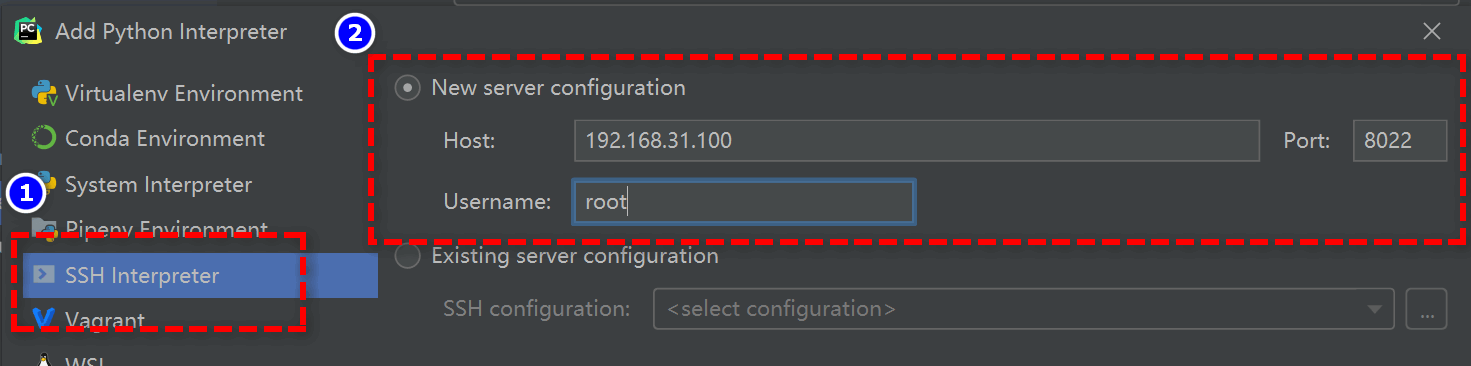 PC Add Python Interpreter
2
Virtualenv Environment
Conda Environment
1
System Interpreter
Pipenv Environment
SSH Interpreter
Vagrant
WSL
New server configuration
Host: 192.168.31.100 Port: 8022
Username: root
Existing server configuration
SSH configuration: <select configuration> ...